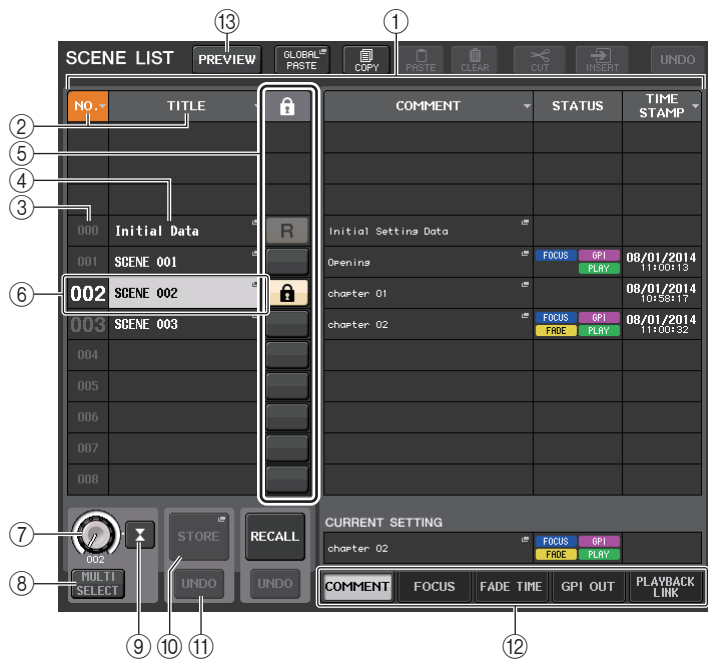 ⑬ ①
SCENE LIST PREVIEW GLOBAL PASTE COPY PASTE CLEAR CUT INSERT UNDO
② NO. TITLE COMMENT STATUS TIME STAMP
⑤
④
③ 000 Initial Data R Initial Setting Data
001 SCENE 001 Opening FOCUS GPI PLAY 08/01/2014 11:00:13
⑥ 002 SCENE 002 chapter 01 08/01/2014 10:58:17
003 SCENE 003 chapter 02 FOCUS GPI FADE PLAY 08/01/2014 11:00:32
004
005
006
007
008
CURRENT SETTING
⑦ 002 STORE RECALL chapter 02 FOCUS GPI FADE PLAY
⑧ MULTI SELECT UNDO UNDO COMMENT FOCUS FADE TIME GPI OUT PLAYBACK LINK
⑨ ⑩ ⑪ ⑫